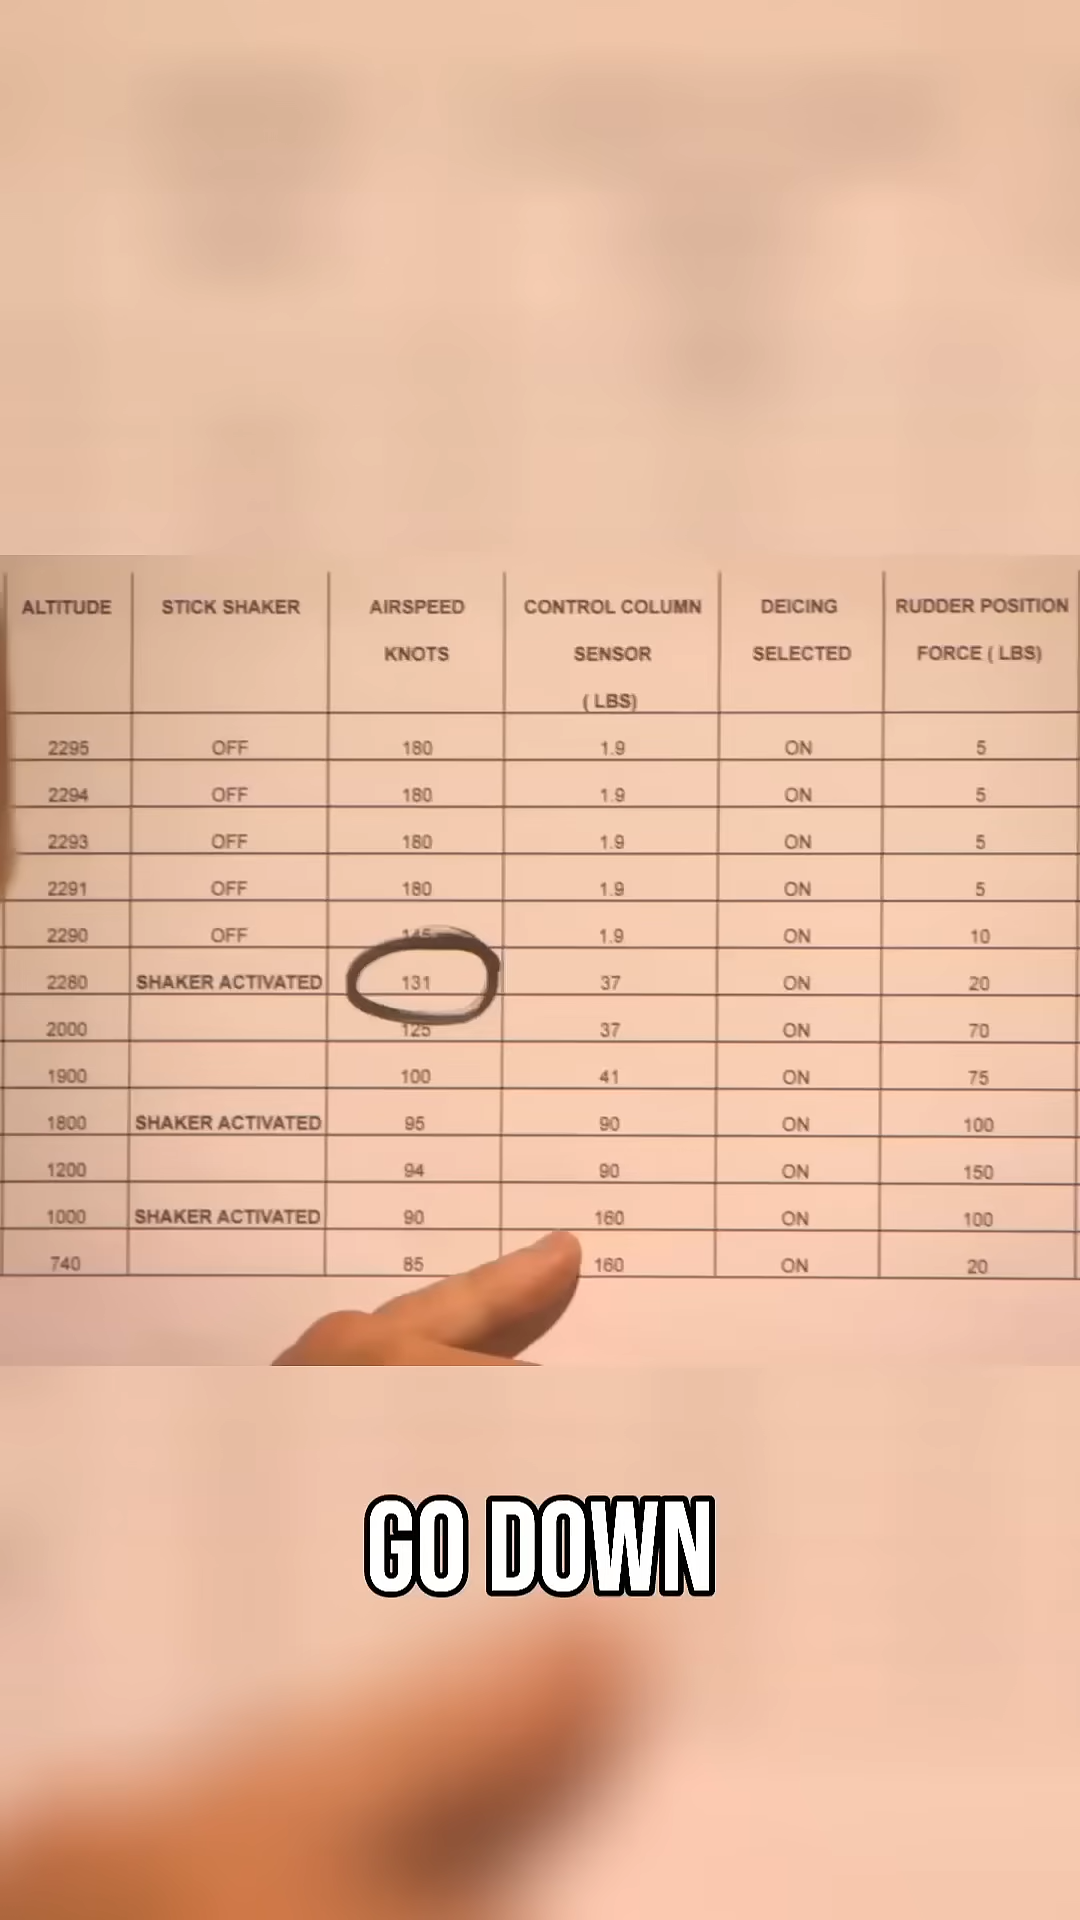 ALTITUDE STICK SHAKER AIRSPEED CONTROL COLUMN DEICING RUDDER POSITION
KNOTS SENSOR SELECTED FORCE ( LBS)
( LBS)
2295 OFF 180 1.9 ON 5
2294 OFF 180 1.9 ON 5
2293 OFF 180 1.9 ON 5
2291 OFF 180 1.9 ON 5
2290 OFF 145 1.9 ON 10
2280 SHAKER ACTIVATED 131 37 ON 20
2000 125 37 ON 70
1900 100 41 ON 75
1800 SHAKER ACTIVATED 95 90 ON 100
1200 94 90 ON 150
1000 SHAKER ACTIVATED 90 160 ON 100
740 85 160 ON 20
GO DOWN